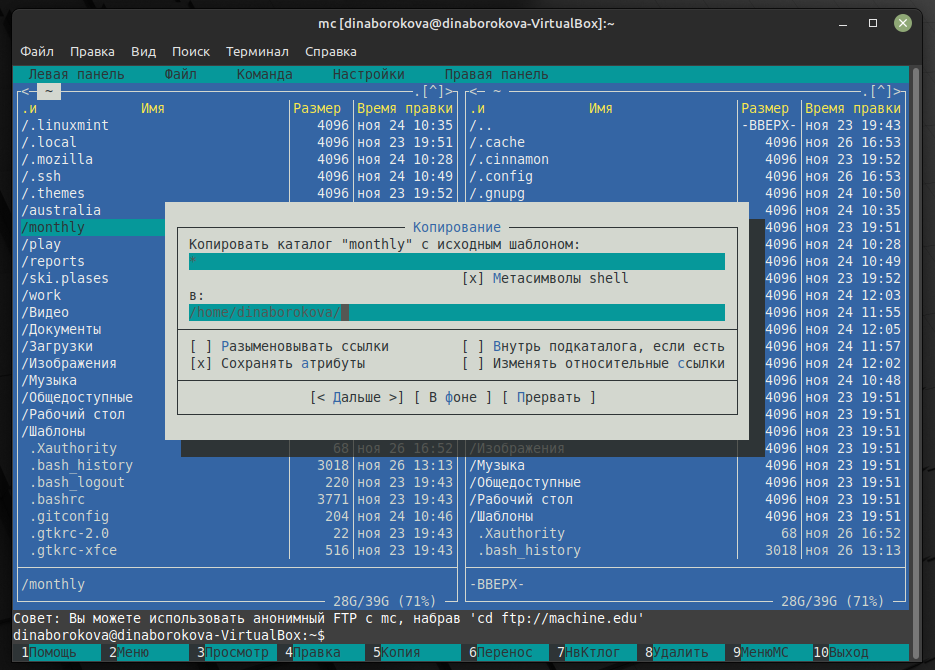 mc [dinaborokova@dinaborokova-VirtualBox]:~
Файл Правка Вид Поиск Терминал Справка
Левая панель Файл Команда Настройки Правая панель
<─ ~ .[^]> <─ ~ .[^]>
.и Имя Размер Время правки .и Имя Размер Время правки
/.linuxmint 4096 ноя 24 10:35 /.. -ВВЕРХ- ноя 23 19:43
/.local 4096 ноя 23 19:51 /.cache 4096 ноя 26 16:53
/.mozilla 4096 ноя 24 10:28 /.cinnamon 4096 ноя 23 19:52
/.ssh 4096 ноя 24 10:49 /.config 4096 ноя 26 16:53
/.themes 4096 ноя 23 19:52 /.gnupg 4096 ноя 24 10:50
/australia 4096 ноя 24 10:35
/monthly Копирование 4096 ноя 23 19:51
/play Копировать каталог "monthly" с исходным шаблоном: 4096 ноя 24 10:28
/reports * 4096 ноя 24 10:49
/ski.plases [x] Метасимволы shell 4096 ноя 23 19:52
/work в: 4096 ноя 24 12:03
/Видео /home/dinaborokova/ 4096 ноя 24 11:55
/Документы 4096 ноя 24 12:05
/Загрузки [ ] Разыменовывать ссылки [ ] Внутрь подкаталога, если есть 4096 ноя 24 11:57
/Изображения [x] Сохранять атрибуты [ ] Изменять относительные ссылки 4096 ноя 24 12:02
/Музыка 4096 ноя 24 10:48
/Общедоступные [< Дальше >] [ В фоне ] [ Прервать ] 4096 ноя 23 19:51
/Рабочий стол 4096 ноя 23 19:51
/Шаблоны 4096 ноя 23 19:51
.Xauthority 68 ноя 26 16:52 /Изображения 4096 ноя 23 19:51
.bash_history 3018 ноя 26 13:13 /Музыка 4096 ноя 23 19:51
.bash_logout 220 ноя 23 19:43 /Общедоступные 4096 ноя 23 19:51
.bashrc 3771 ноя 23 19:43 /Рабочий стол 4096 ноя 23 19:51
.gitconfig 204 ноя 24 10:46 /Шаблоны 4096 ноя 23 19:51
.gtkrc-2.0 22 ноя 23 19:43 .Xauthority 68 ноя 26 16:52
.gtkrc-xfce 516 ноя 23 19:43 .bash_history 3018 ноя 26 13:13
/monthly -ВВЕРХ-
28G/39G (71%) 28G/39G (71%)
Совет: Вы можете использовать анонимный FTP с mc, набрав 'cd ftp://machine.edu'
dinaborokova@dinaborokova-VirtualBox:~$
1Помощь 2Меню 3Просмотр 4Правка 5Копия 6Перенос 7НвКтлог 8Удалить 9МенюMC 10Выход